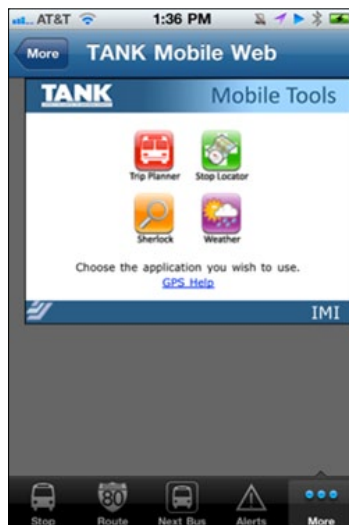 AT&T 1:36 PM
More TANK Mobile Web
TANK Mobile Tools
Trip Planner Stop Locator
Sherlock Weather
Choose the application you wish to use.
GPS Help
IMI
80
Stop Route Next Bus Alerts More